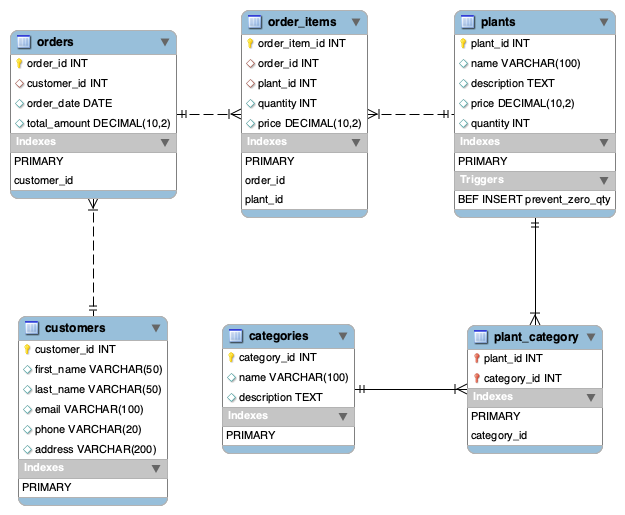 orders
order_id INT
customer_id INT
order_date DATE
total_amount DECIMAL(10,2)
Indexes
PRIMARY
customer_id
order_items
order_item_id INT
order_id INT
plant_id INT
quantity INT
price DECIMAL(10,2)
Indexes
PRIMARY
order_id
plant_id
plants
plant_id INT
name VARCHAR(100)
description TEXT
price DECIMAL(10,2)
quantity INT
Indexes
PRIMARY
Triggers
BEF INSERT prevent_zero_qty
customers
customer_id INT
first_name VARCHAR(50)
last_name VARCHAR(50)
email VARCHAR(100)
phone VARCHAR(20)
address VARCHAR(200)
Indexes
PRIMARY
categories
category_id INT
name VARCHAR(100)
description TEXT
Indexes
PRIMARY
plant_category
plant_id INT
category_id INT
Indexes
PRIMARY
category_id